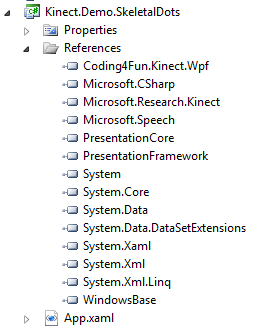 Kinect.Demo.SkeletalDots
Properties
References
Coding4Fun.Kinect.Wpf
Microsoft.CSharp
Microsoft.Research.Kinect
Microsoft.Speech
PresentationCore
PresentationFramework
System
System.Core
System.Data
System.Data.DataSetExtensions
System.Xaml
System.Xml
System.Xml.Linq
WindowsBase
App.xaml